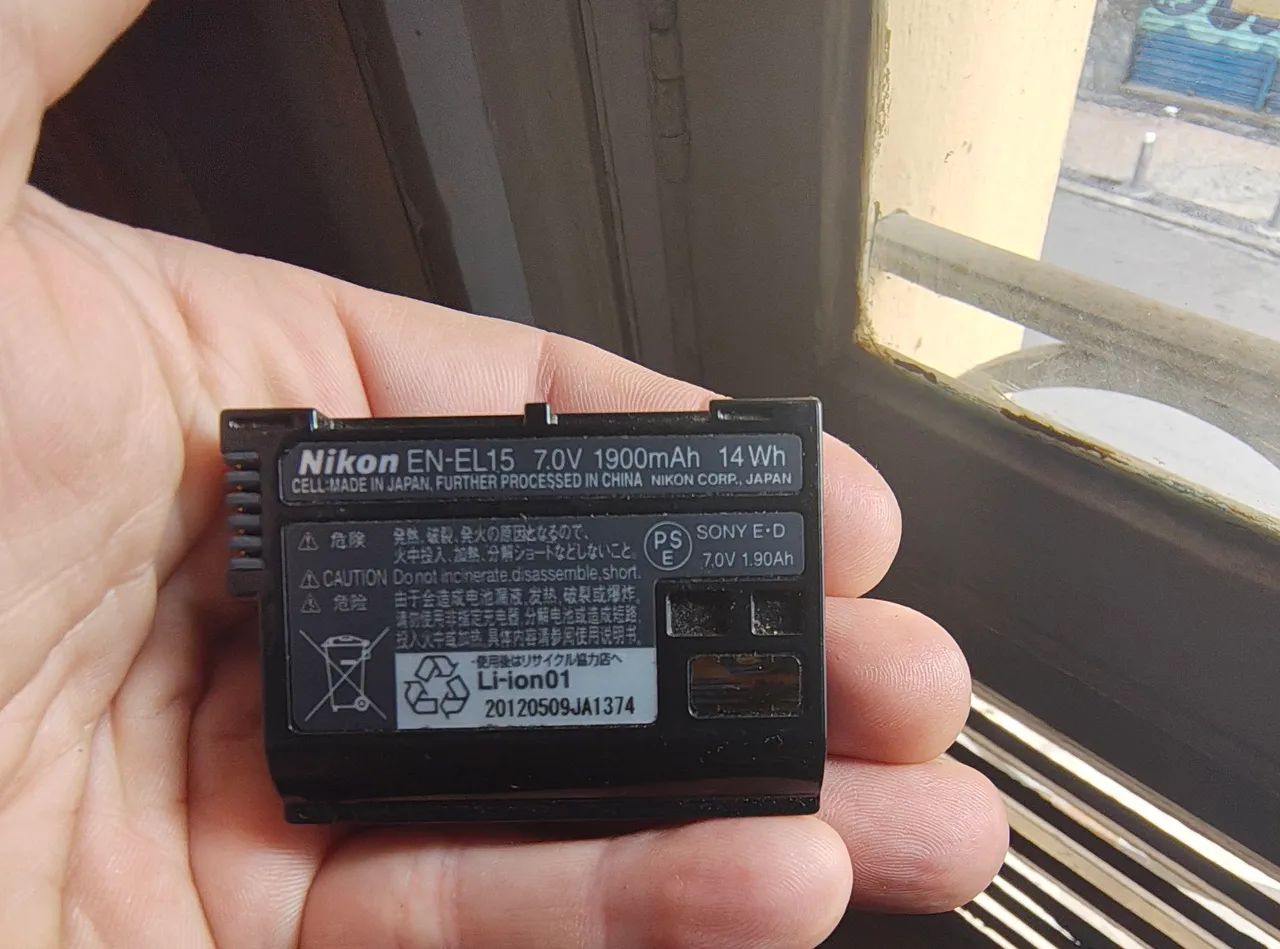 Nikon EN-EL15 7.0V 1900mAh 14Wh
CELL:MADE IN JAPAN, FURTHER PROCESSED IN CHINA NIKON CORP., JAPAN
危険 発熱、破裂、発火の原因となるので、
火中投入、加熱、分解ショートなどしないこと。
CAUTION Do not incinerate,disassemble,short.
危险 由于会造成电池漏液、发热、破裂或爆炸,
请勿使用非指定充电器,分解电池或造成短路,
投入火中或加热。具体内容请参阅使用说明书。
PS
E
SONY E·D
7.0V 1.90Ah
使用後はリサイクル協力店へ
Li-ion01
20120509JA1374